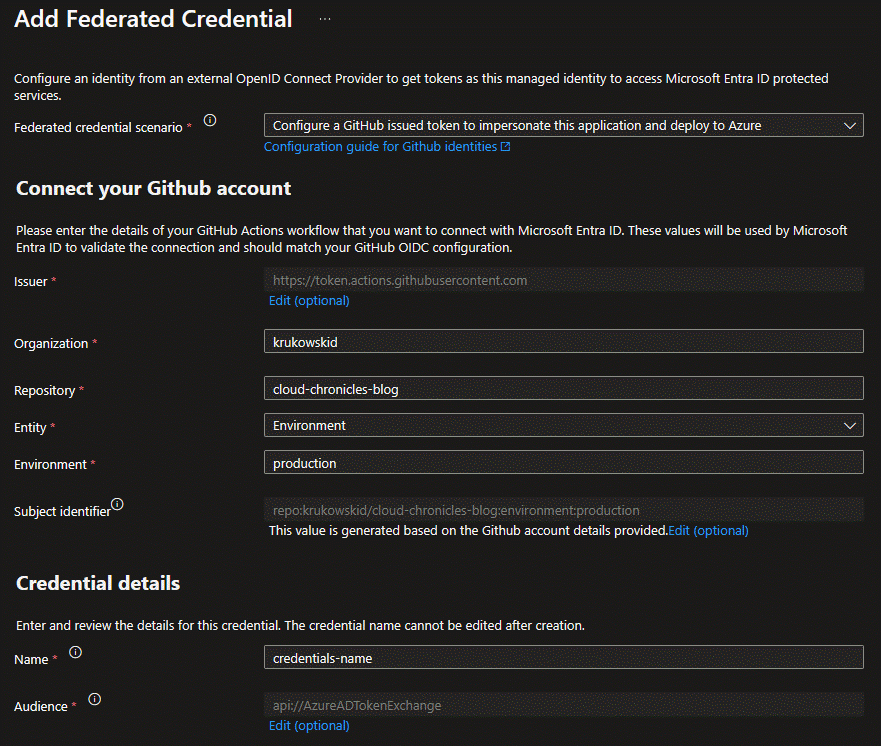 Add Federated Credential ...
Configure an identity from an external OpenID Connect Provider to get tokens as this managed identity to access Microsoft Entra ID protected
services.
Federated credential scenario * Configure a GitHub issued token to impersonate this application and deploy to Azure
Configuration guide for Github identities
Connect your Github account
Please enter the details of your GitHub Actions workflow that you want to connect with Microsoft Entra ID. These values will be used by Microsoft
Entra ID to validate the connection and should match your GitHub OIDC configuration.
Issuer * https://token.actions.githubusercontent.com
Edit (optional)
Organization * krukowskid
Repository * cloud-chronicles-blog
Entity * Environment
Environment * production
Subject identifier repo:krukowskid/cloud-chronicles-blog:environment:production
This value is generated based on the Github account details provided.Edit (optional)
Credential details
Enter and review the details for this credential. The credential name cannot be edited after creation.
Name * credentials-name
Audience * api://AzureADTokenExchange
Edit (optional)